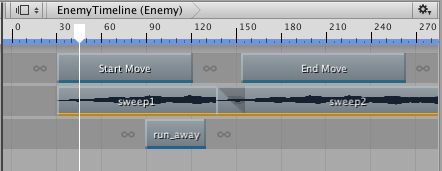 EnemyTimeline (Enemy)
0 30 60 90 120 150 180 210 240 270
Start Move End Move
sweep1 sweep2
run_away